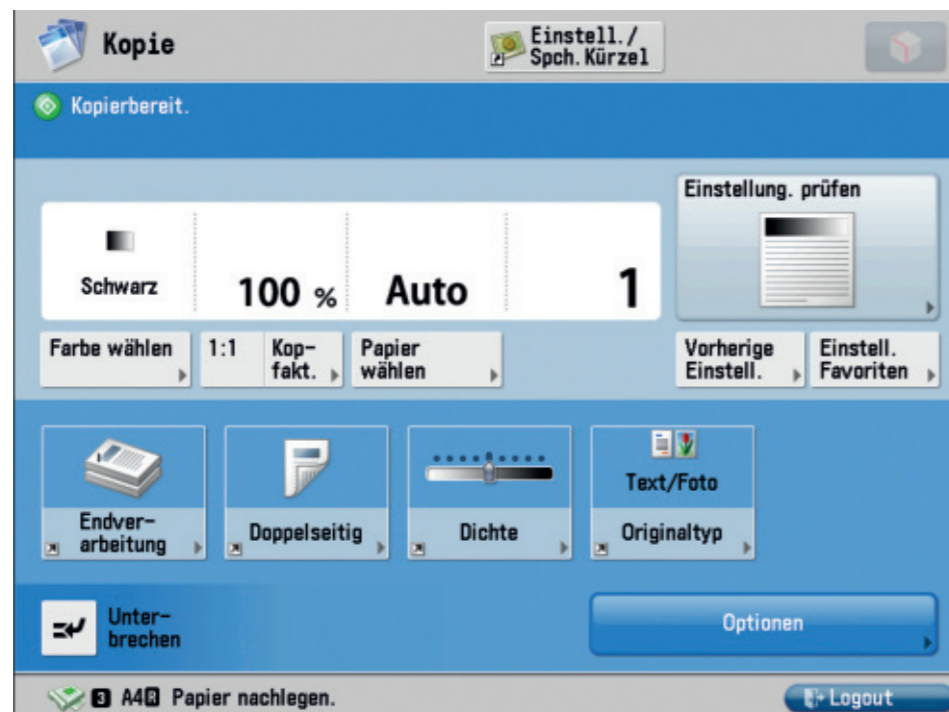 Kopie
Einstell./
Spch.Kürzel
Kopierbereit.
Einstellung. prüfen
Schwarz
100 %
Auto
1
Farbe wählen
1:1
Kop-
fakt.
Papier
wählen
Vorherige
Einstell.
Einstell.
Favoriten
Text/Foto
Endver-
arbeitung
Doppelseitig
Dichte
Originaltyp
Unter-
brechen
Optionen
3 A4R Papier nachlegen.
Logout